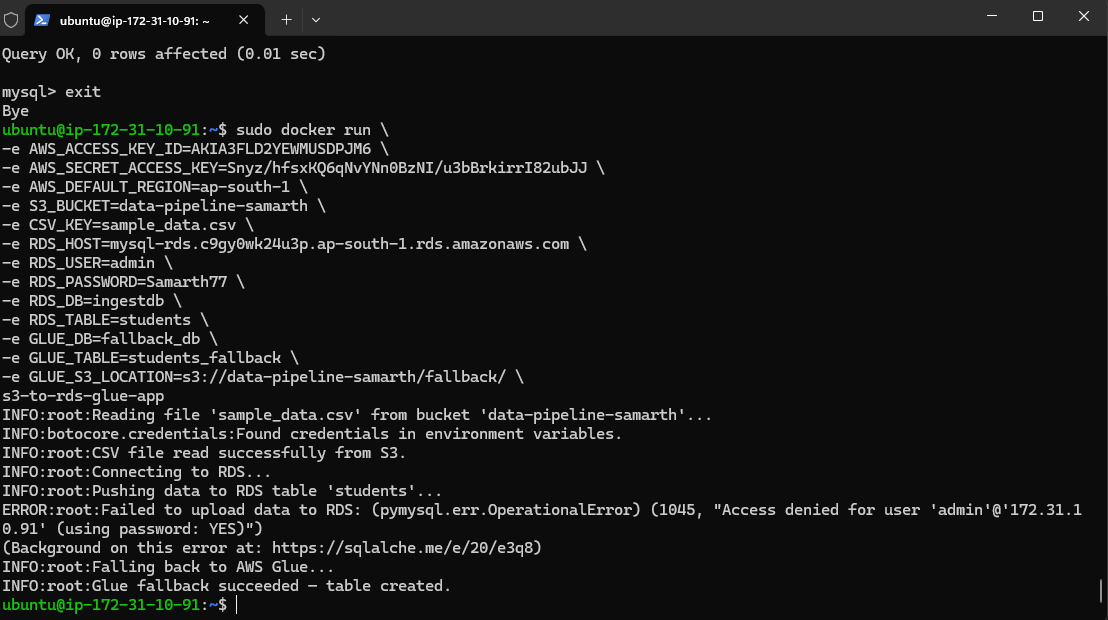 ubuntu@ip-172-31-10-91: ~
Query OK, 0 rows affected (0.01 sec)
mysql> exit
Bye
ubuntu@ip-172-31-10-91:~$ sudo docker run \
-e AWS_ACCESS_KEY_ID=AKIA3FLD2YEWMUSDPJM6 \
-e AWS_SECRET_ACCESS_KEY=Snyz/hfsxKQ6qNvYNn0BzNI/u3bBrkirrI82ubJJ \
-e AWS_DEFAULT_REGION=ap-south-1 \
-e S3_BUCKET=data-pipeline-samarth \
-e CSV_KEY=sample_data.csv \
-e RDS_HOST=mysql-rds.c9gy0wk24u3p.ap-south-1.rds.amazonaws.com \
-e RDS_USER=admin \
-e RDS_PASSWORD=Samarth77 \
-e RDS_DB=ingestdb \
-e RDS_TABLE=students \
-e GLUE_DB=fallback_db \
-e GLUE_TABLE=students_fallback \
-e GLUE_S3_LOCATION=s3://data-pipeline-samarth/fallback/ \
s3-to-rds-glue-app
INFO:root:Reading file 'sample_data.csv' from bucket 'data-pipeline-samarth'...
INFO:botocore.credentials:Found credentials in environment variables.
INFO:root:CSV file read successfully from S3.
INFO:root:Connecting to RDS...
INFO:root:Pushing data to RDS table 'students'...
ERROR:root:Failed to upload data to RDS: (pymysql.err.OperationalError) (1045, "Access denied for user 'admin'@'172.31.1
0.91' (using password: YES)")
(Background on this error at: https://sqlalche.me/e/20/e3q8)
INFO:root:Falling back to AWS Glue...
INFO:root:Glue fallback succeeded — table created.
ubuntu@ip-172-31-10-91:~$